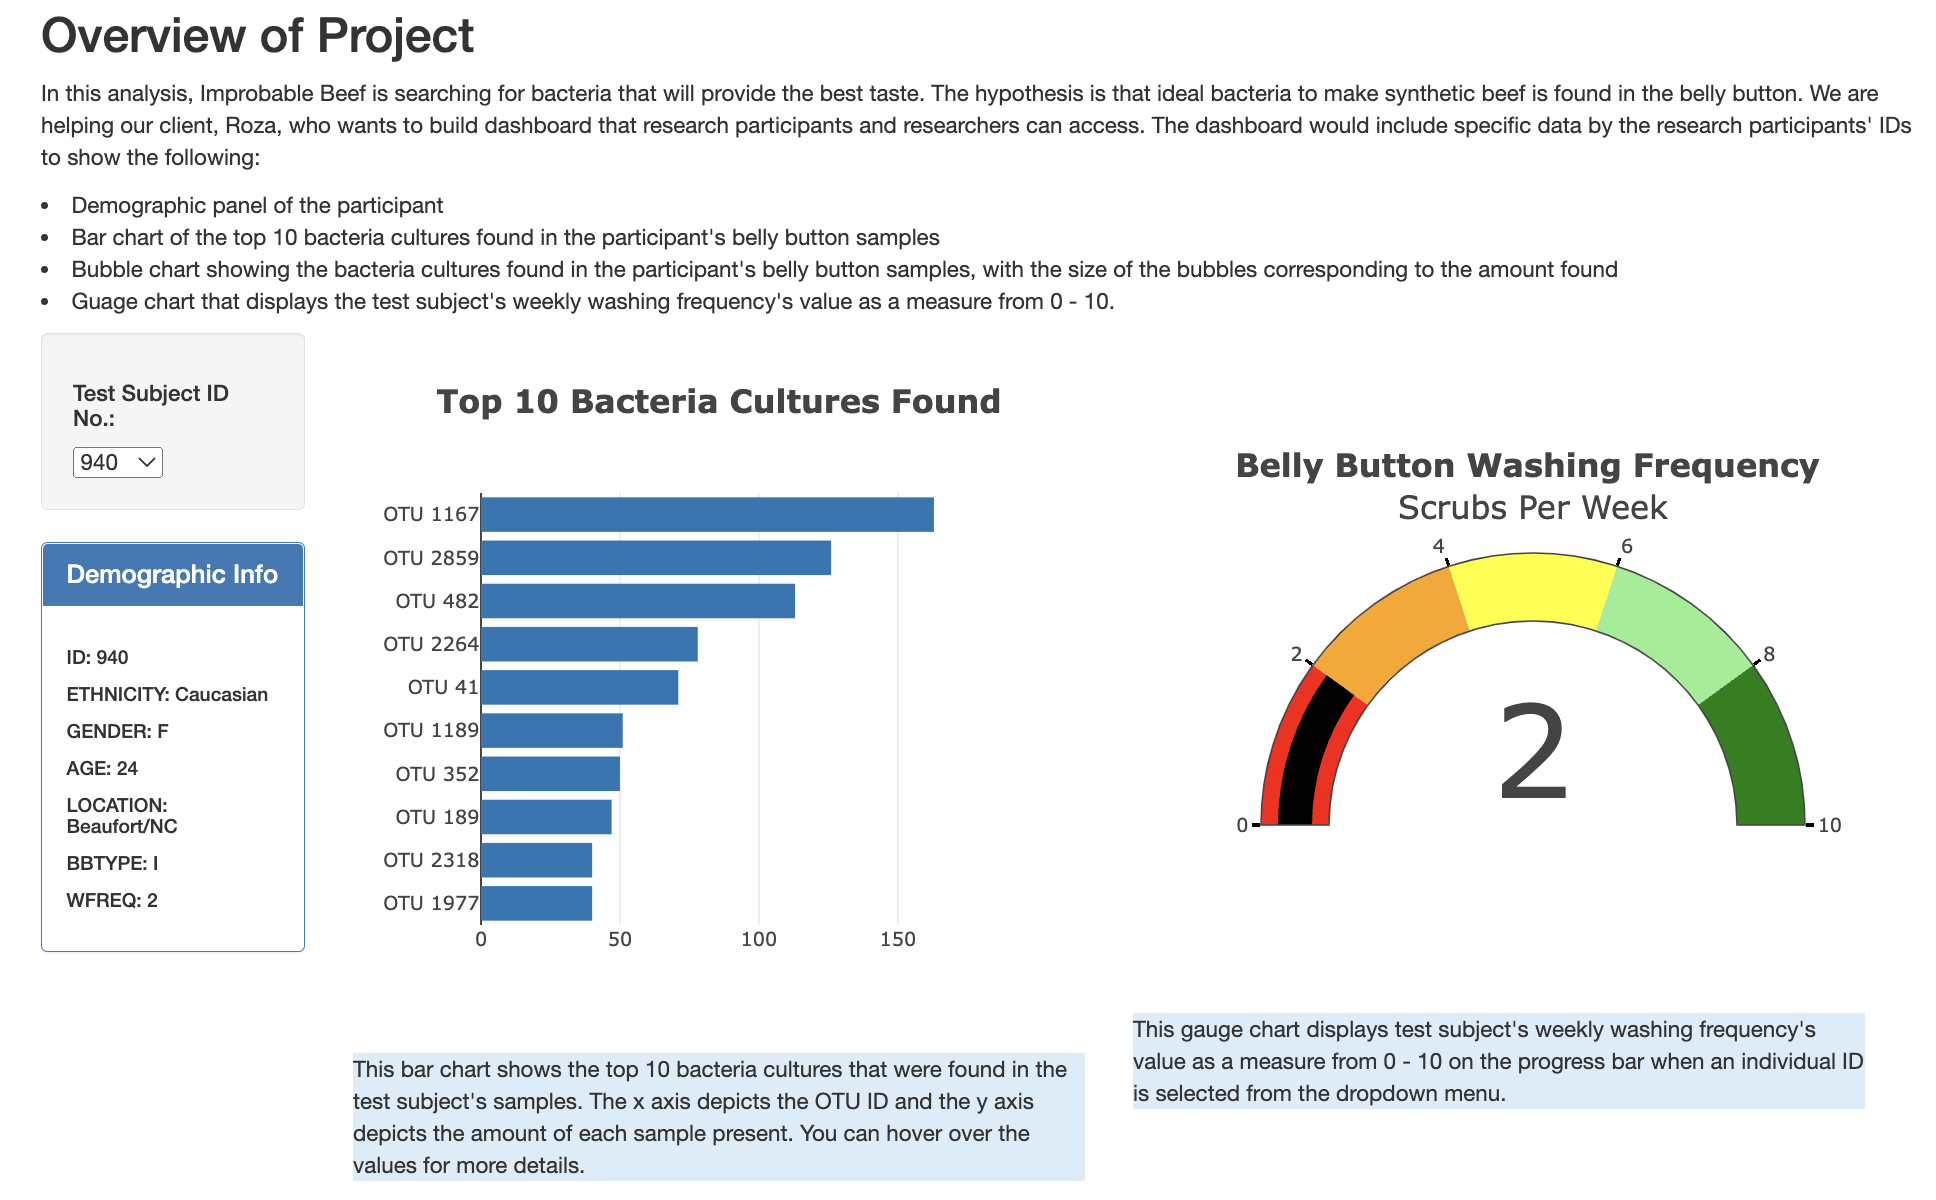 Overview of Project
In this analysis, Improbable Beef is searching for bacteria that will provide the best taste. The hypothesis is that ideal bacteria to make synthetic beef is found in the belly button. We are
helping our client, Roza, who wants to build dashboard that research participants and researchers can access. The dashboard would include specific data by the research participants' IDs
to show the following:
• Demographic panel of the participant
• Bar chart of the top 10 bacteria cultures found in the participant's belly button samples
• Bubble chart showing the bacteria cultures found in the participant's belly button samples, with the size of the bubbles corresponding to the amount found
• Guage chart that displays the test subject's weekly washing frequency's value as a measure from 0 - 10.
Test Subject ID
No.:
940
Demographic Info
ID: 940
ETHNICITY: Caucasian
GENDER: F
AGE: 24
LOCATION:
Beaufort/NC
BBTYPE: I
WFREQ: 2
Top 10 Bacteria Cultures Found
OTU 1167
OTU 2859
OTU 482
OTU 2264
OTU 41
OTU 1189
OTU 352
OTU 189
OTU 2318
OTU 1977
0 50 100 150
This bar chart shows the top 10 bacteria cultures that were found in the
test subject's samples. The x axis depicts the OTU ID and the y axis
depicts the amount of each sample present. You can hover over the
values for more details.
Belly Button Washing Frequency
Scrubs Per Week
4 6
2 8
2
0 10
This gauge chart displays test subject's weekly washing frequency's
value as a measure from 0 - 10 on the progress bar when an individual ID
is selected from the dropdown menu.